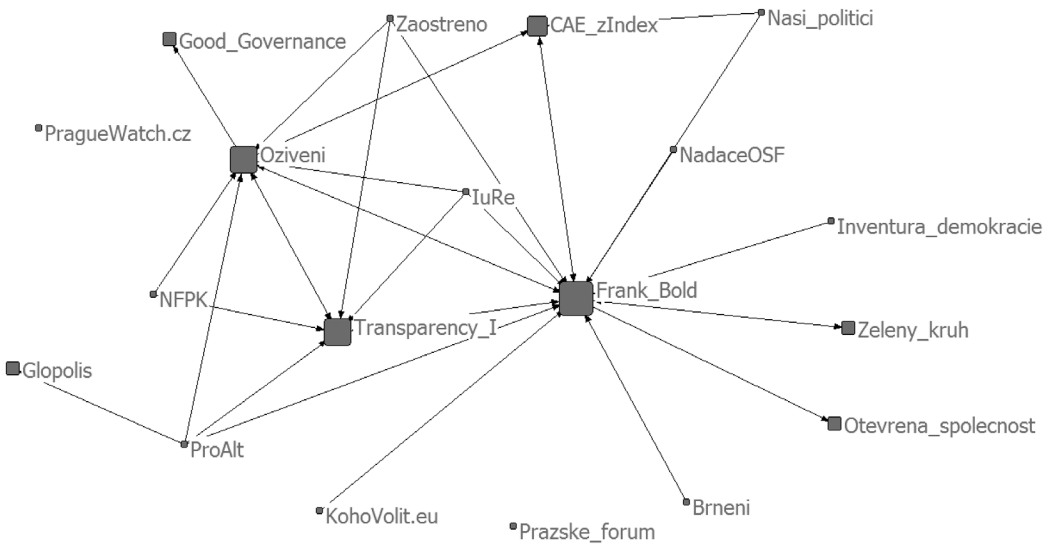 Zaostreno
CAE_zIndex
Nasi_politici
Good_Governance
PragueWatch.cz
Oziveni
NadaceOSF
IuRe
Inventura_demokracie
NFPK
Frank_Bold
Transparency_I
Zeleny_kruh
Glopolis
Otevrena_spolecnost
ProAlt
KohoVolit.eu
Brneni
Prazske_forum